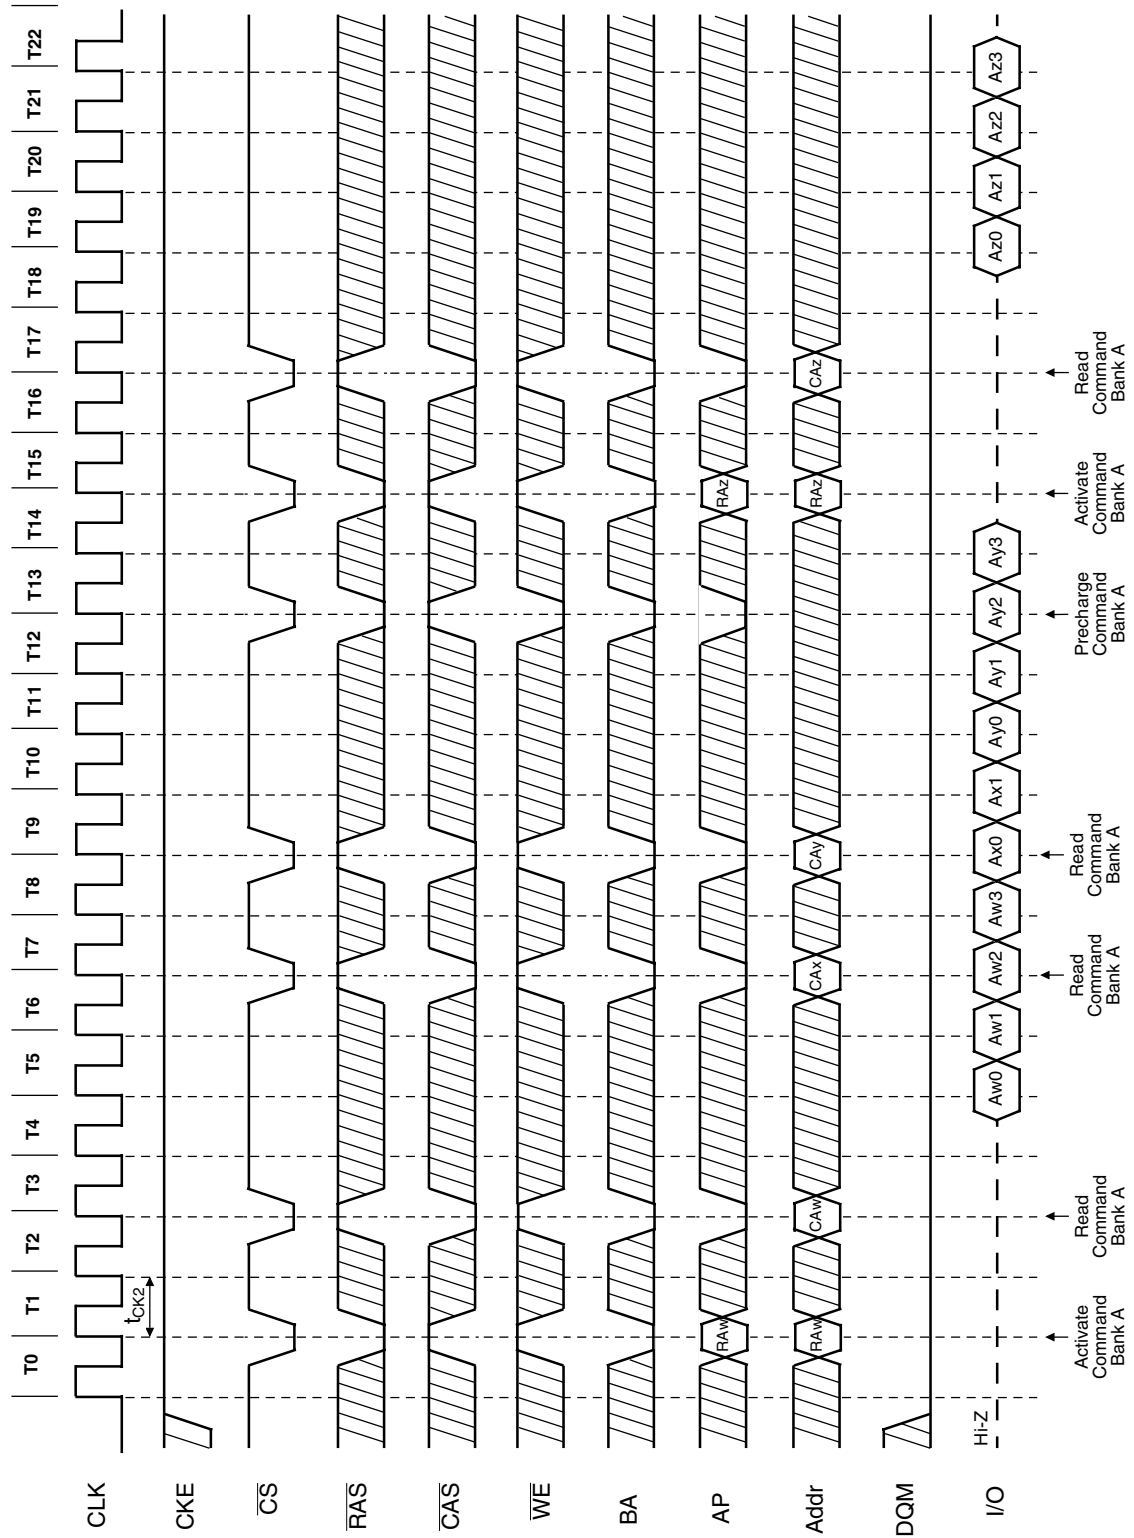 T0 T1 T2 T3 T4 T5 T6 T7 T8 T9 T10 T11 T12 T13 T14 T15 T16 T17 T18 T19 T20 T21 T22
CLK
tCK2
CKE
CS
RAS
CAS
WE
BA
AP
RAw RAz
Addr
RAw CAw CAx CAy RAz CAz
DQM
I/O
Hi-Z
Aw0 Aw1 Aw2 Aw3 Ax0 Ax1 Ay0 Ay1 Ay2 Ay3 Az0 Az1 Az2 Az3
Activate
Command
Bank A
Read
Command
Bank A
Read
Command
Bank A
Read
Command
Bank A
Precharge
Command
Bank A
Activate
Command
Bank A
Read
Command
Bank A